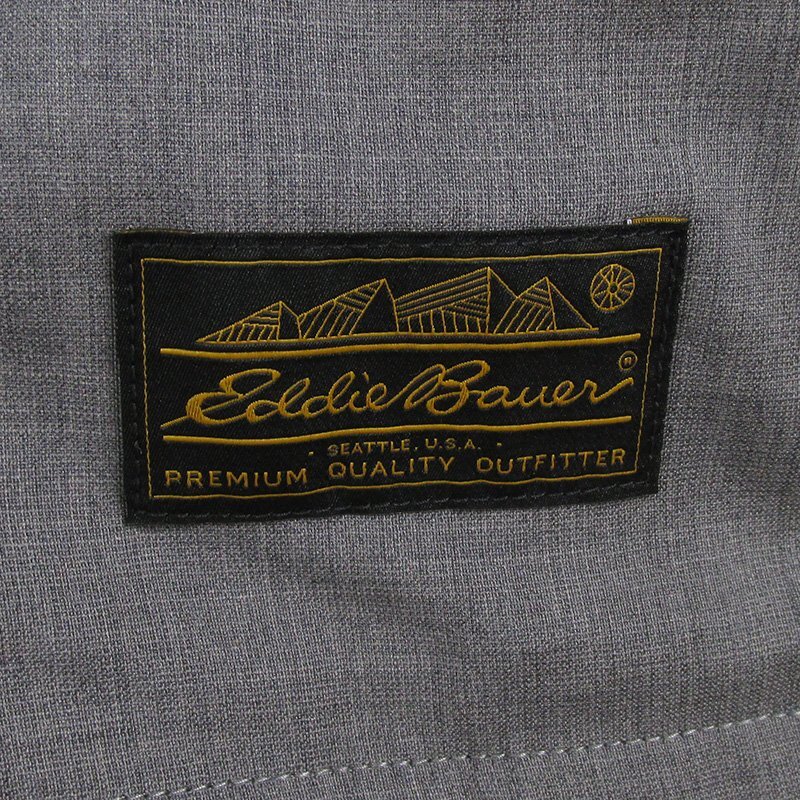 Eddie Bauer ®
· SEATTLE, U.S.A. ·
PREMIUM QUALITY OUTFITTER